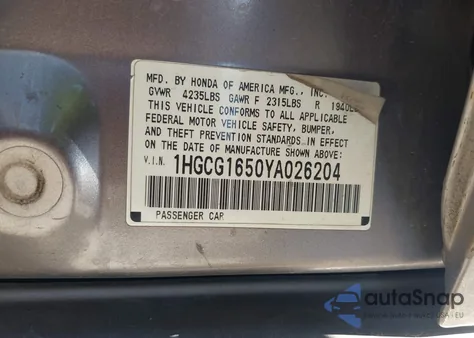 MFD. BY HONDA OF AMERICA MFG., INC.
GVWR 4235LBS GAWR F 2315LBS R
THIS VEHICLE CONFORMS TO ALL APPLICABLE
FEDERAL MOTOR VEHICLE SAFETY, BUMPER,
AND THEFT PREVENTION STANDARDS IN EFFECT
ON THE DATE OF MANUFACTURE SHOWN ABOVE:
V.I.N. 1HGCG1650YA026204
PASSENGER CAR
autoSnap